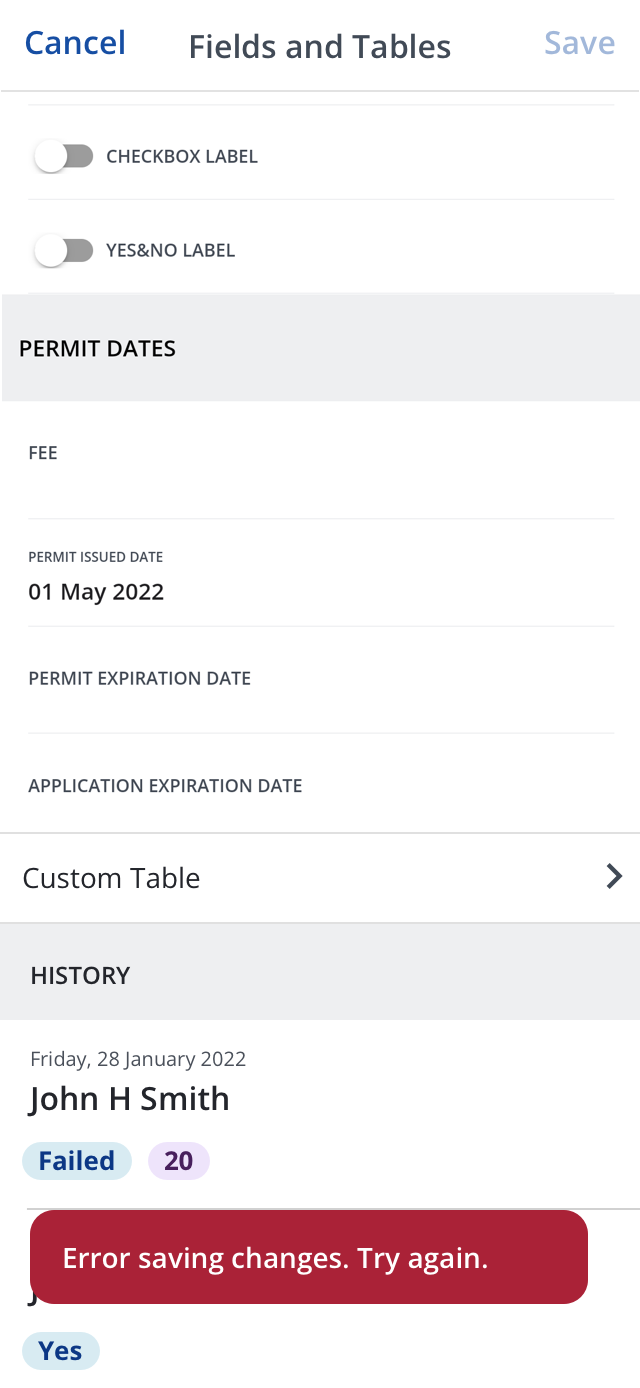 Cancel Fields and Tables Save
CHECKBOX LABEL
YES&NO LABEL
PERMIT DATES
FEE
PERMIT ISSUED DATE
01 May 2022
PERMIT EXPIRATION DATE
APPLICATION EXPIRATION DATE
Custom Table
HISTORY
Friday, 28 January 2022
John H Smith
Failed 20
Error saving changes. Try again.
Yes